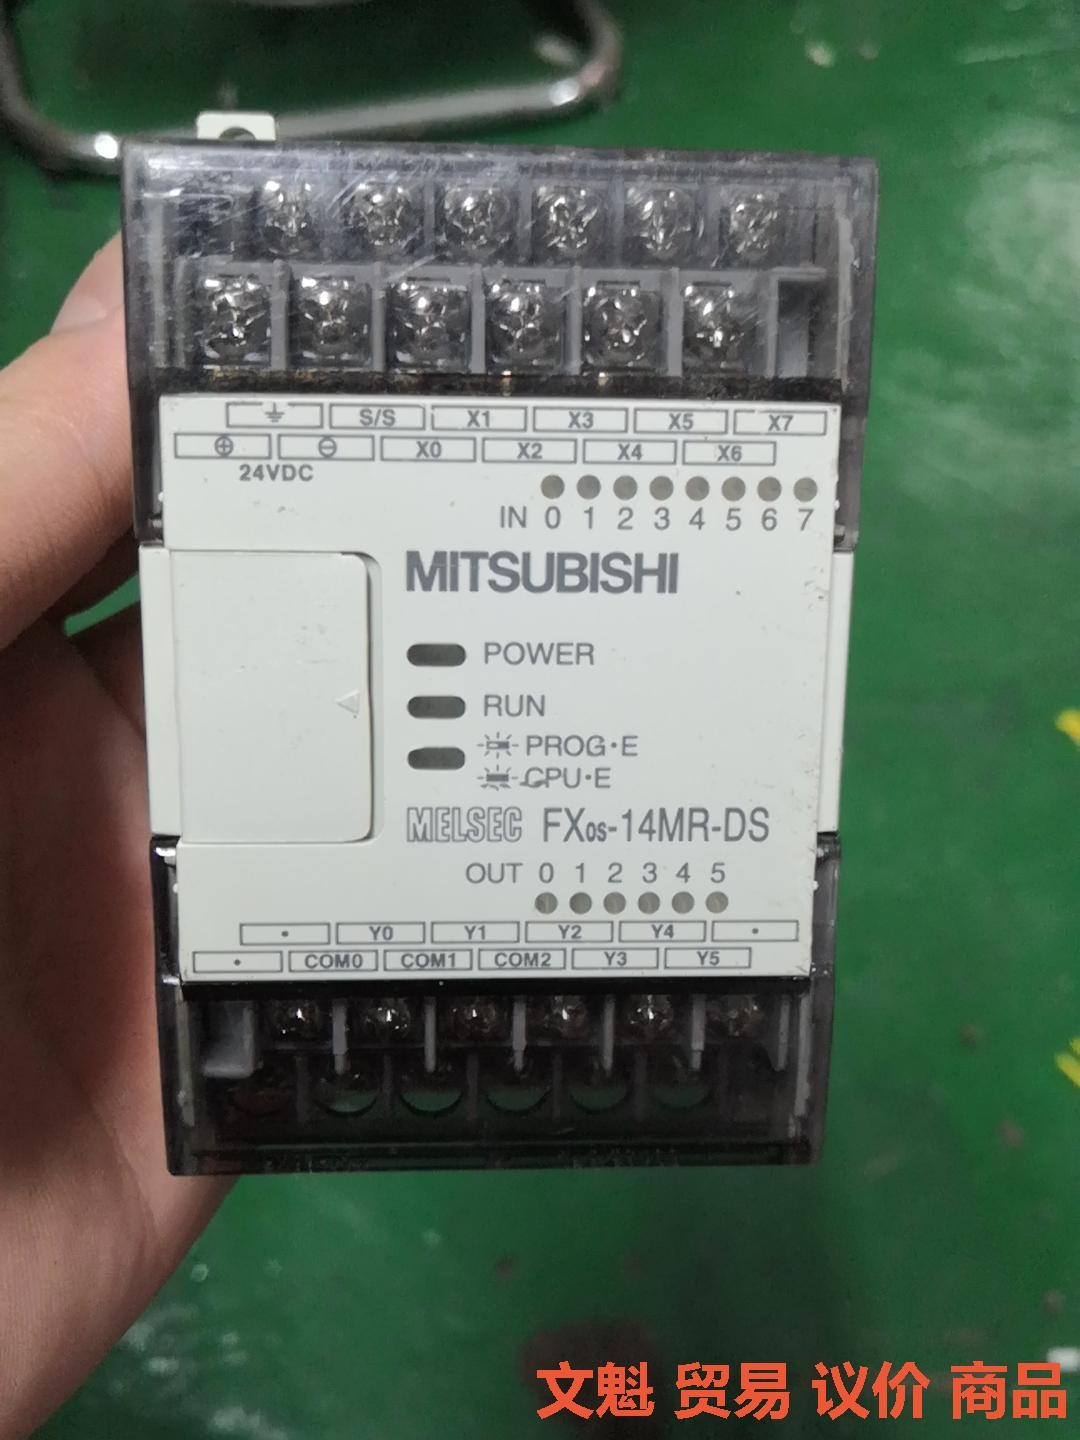 S/S X1 X3 X5 X7
⊕ ⊖ X0 X2 X4 X6
24VDC
IN 0 1 2 3 4 5 6 7
MITSUBISHI
POWER
RUN
PROG·E
CPU·E
MELSEC FX0S-14MR-DS
OUT 0 1 2 3 4 5
• Y0 Y1 Y2 Y4 •
• COM0 COM1 COM2 Y3 Y5
文魁 贸易 议价 商品